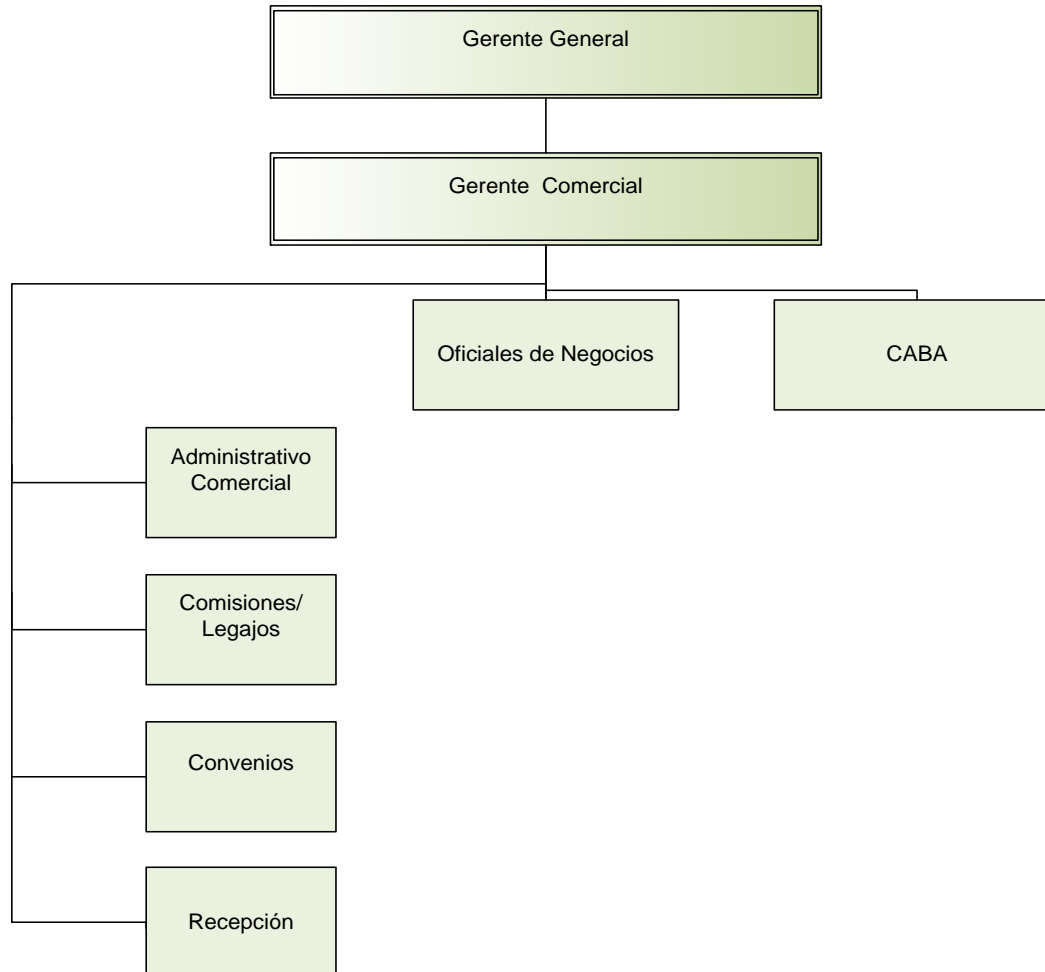 Gerente General
Gerente Comercial
Oficiales de Negocios
CABA
Administrativo
Comercial
Comisiones/
Legajos
Convenios
Recepción